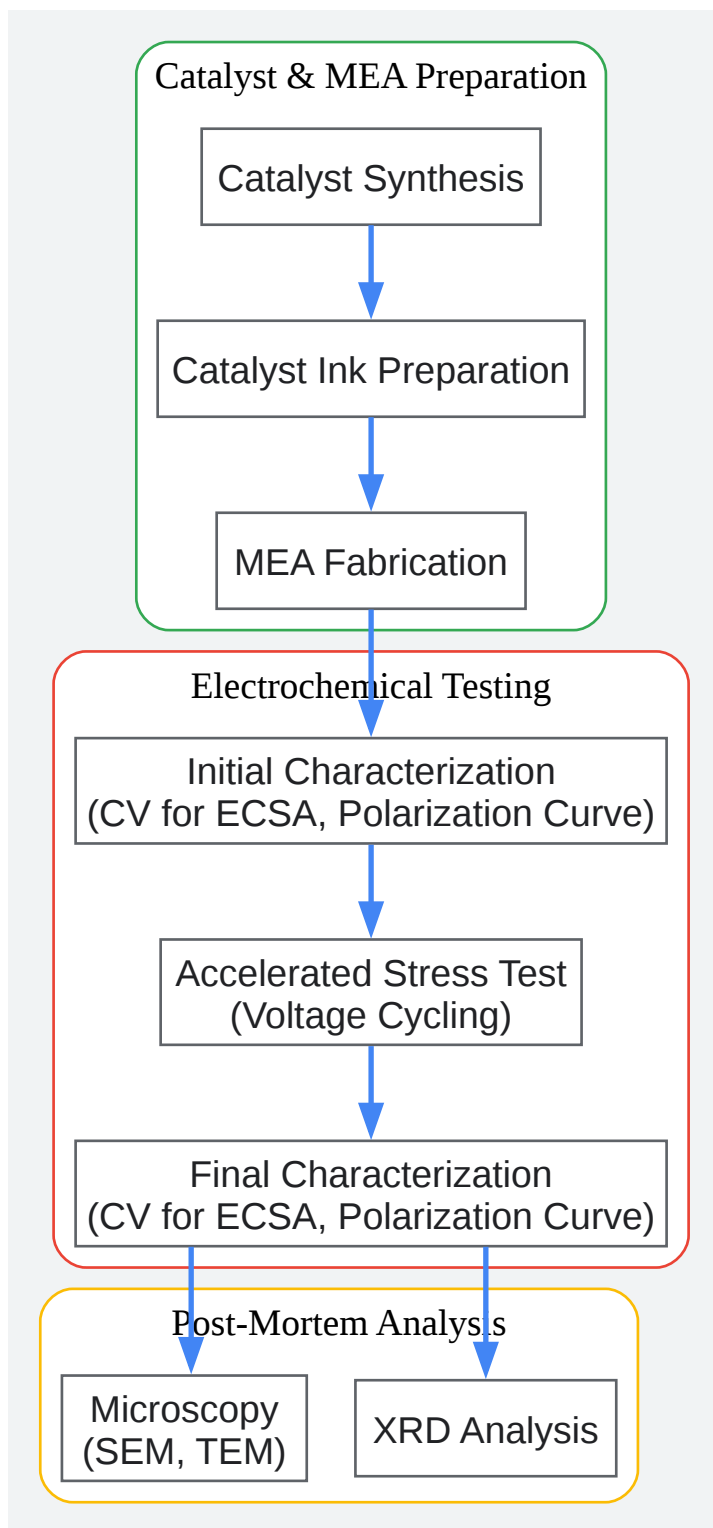 Catalyst & MEA Preparation
Catalyst Synthesis
Catalyst Ink Preparation
MEA Fabrication
Electrochemical Testing
Initial Characterization
(CV for ECSA, Polarization Curve)
Accelerated Stress Test
(Voltage Cycling)
Final Characterization
(CV for ECSA, Polarization Curve)
Post-Mortem Analysis
Microscopy
(SEM, TEM)
XRD Analysis